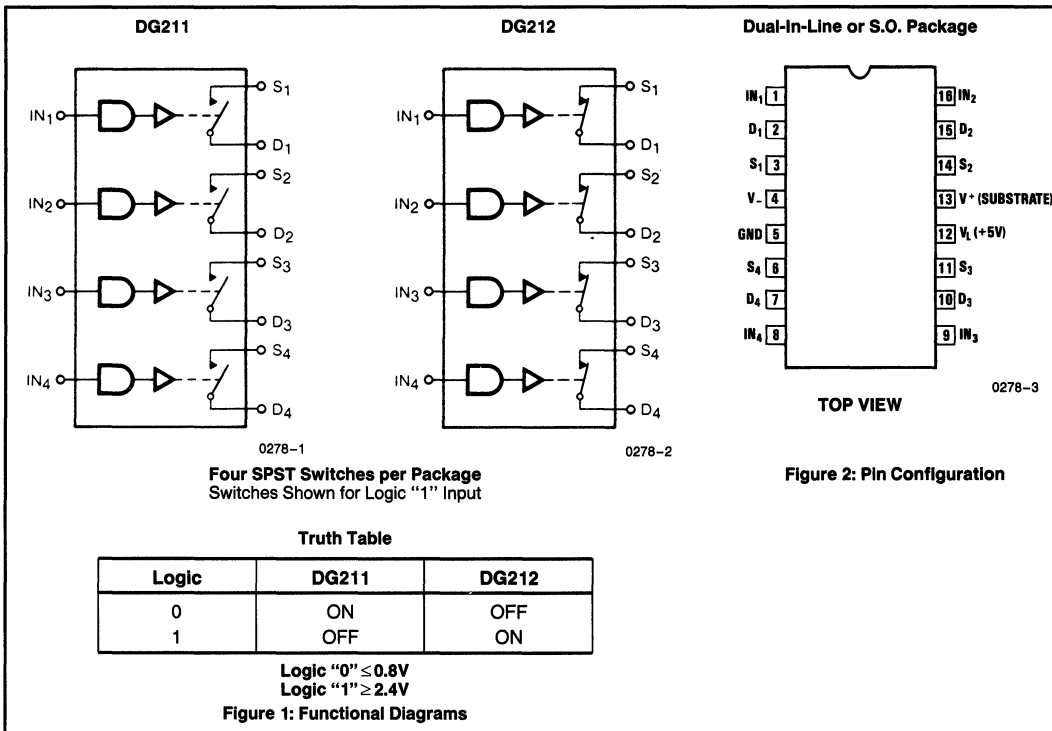 DG211
IN1
IN2
IN3
IN4
S1
D1
S2
D2
S3
D3
S4
D4
0278–1
DG212
IN1
IN2
IN3
IN4
S1
D1
S2
D2
S3
D3
S4
D4
0278–2
Four SPST Switches per Package
Switches Shown for Logic “1” Input
Dual-In-Line or S.O. Package
IN1 1
D1 2
S1 3
V– 4
GND 5
S4 6
D4 7
IN4 8
16 IN2
15 D2
14 S2
13 V+ (SUBSTRATE)
12 VL (+5V)
11 S3
10 D3
9 IN3
0278–3
TOP VIEW
Figure 2: Pin Configuration
Truth Table
Logic DG211 DG212
0 ON OFF
1 OFF ON
Logic “0” ≤ 0.8V
Logic “1” ≥ 2.4V
Figure 1: Functional Diagrams